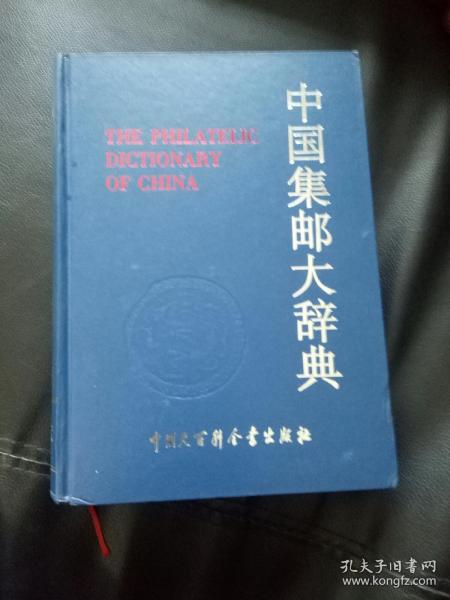 THE PHILATELIC
DICTIONARY
OF CHINA
中国集邮大辞典
中国大百科全书出版社
孔夫子旧书网
www.kongfz.com